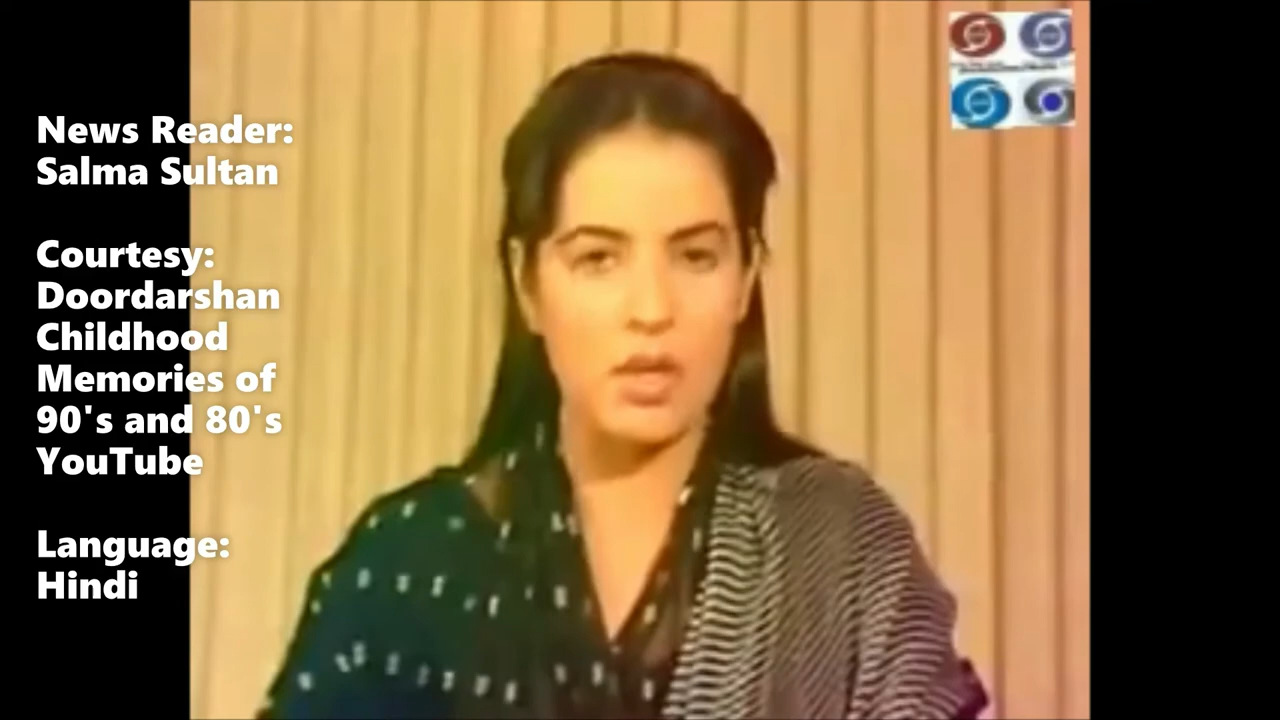 News Reader:
Salma Sultan
Courtesy:
Doordarshan
Childhood
Memories of
90's and 80's
YouTube
Language:
Hindi